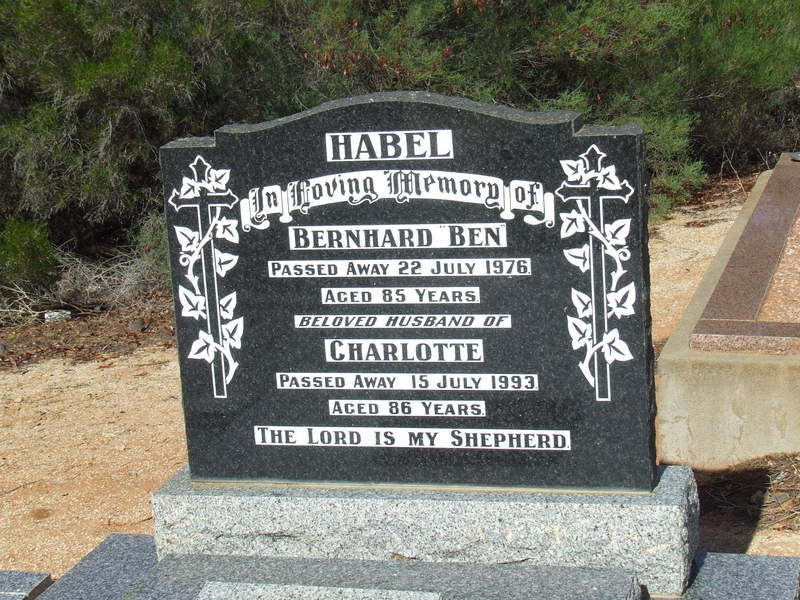 HABEL
In Loving Memory of
BERNHARD "BEN"
PASSED AWAY 22 JULY 1976.
AGED 85 YEARS.
BELOVED HUSBAND OF
CHARLOTTE
PASSED AWAY 15 JULY 1993.
AGED 86 YEARS.
THE LORD IS MY SHEPHERD.